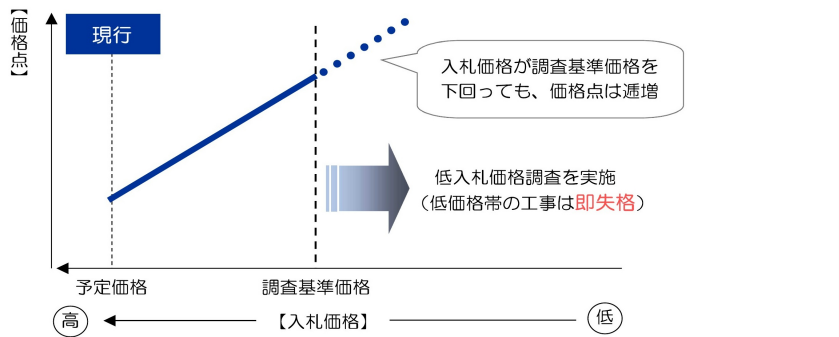 【価格点】
現行
入札価格が調査基準価格を
下回っても、価格点は逓増
低入札価格調査を実施
（低価格帯の工事は即失格）
予定価格
調査基準価格
高
【入札価格】
低